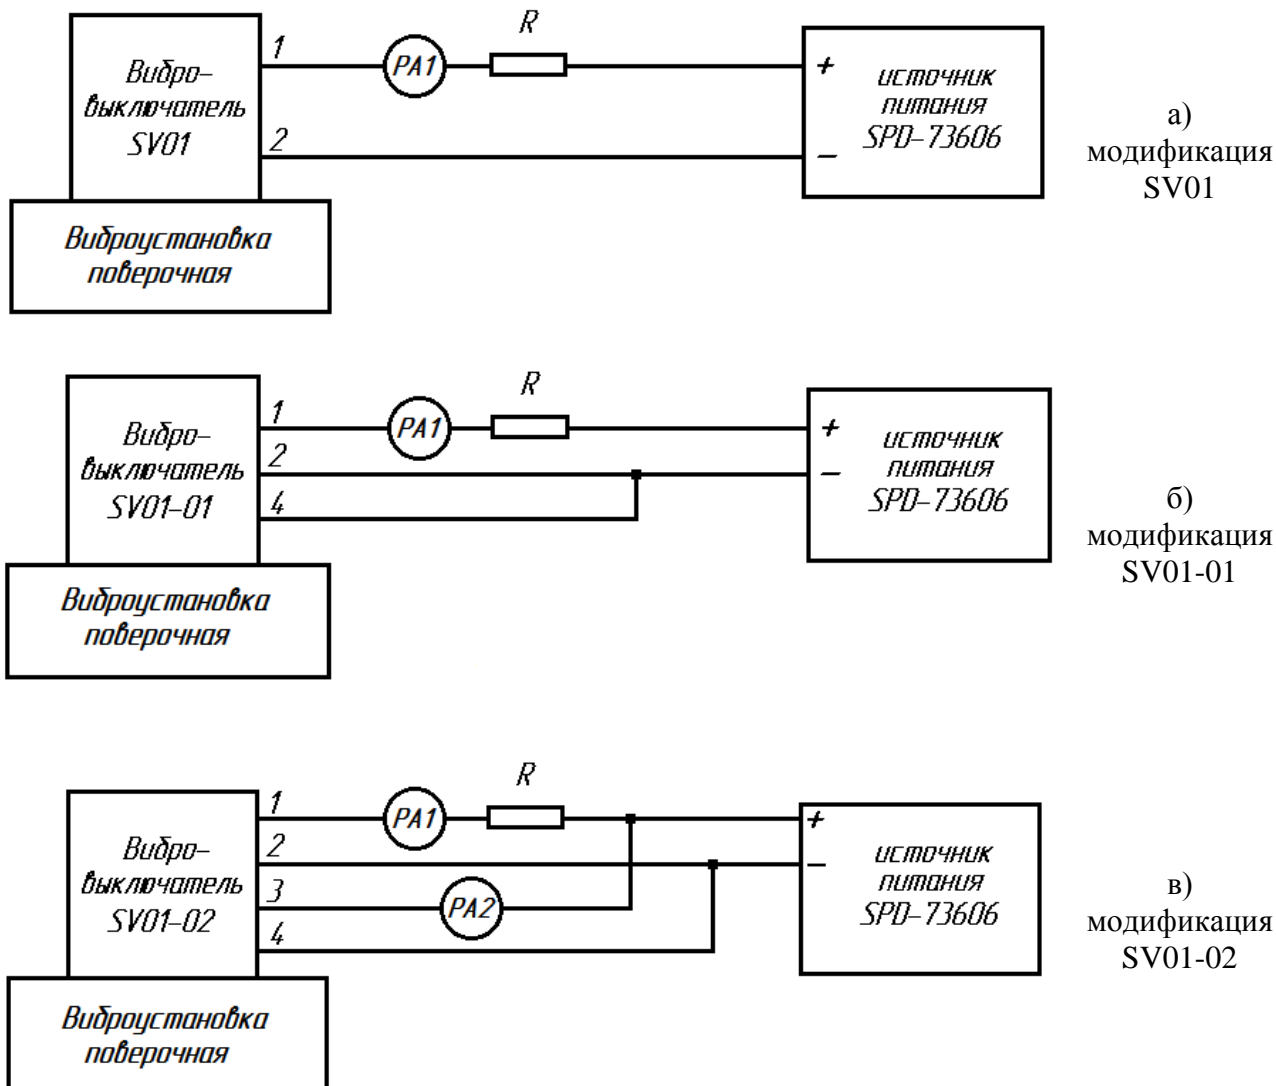 R
1
Вибро-
выключатель
SV01
PA1
+
источник
питания
SPD-73606
2
–
а)
модификация
SV01
Виброустановка
поверочная
R
1
Вибро-
выключатель
SV01-01
PA1
+
источник
питания
SPD-73606
2
–
4
б)
модификация
SV01-01
Виброустановка
поверочная
R
1
Вибро-
выключатель
SV01-02
PA1
+
источник
питания
SPD-73606
2
–
3
PA2
4
в)
модификация
SV01-02
Виброустановка
поверочная